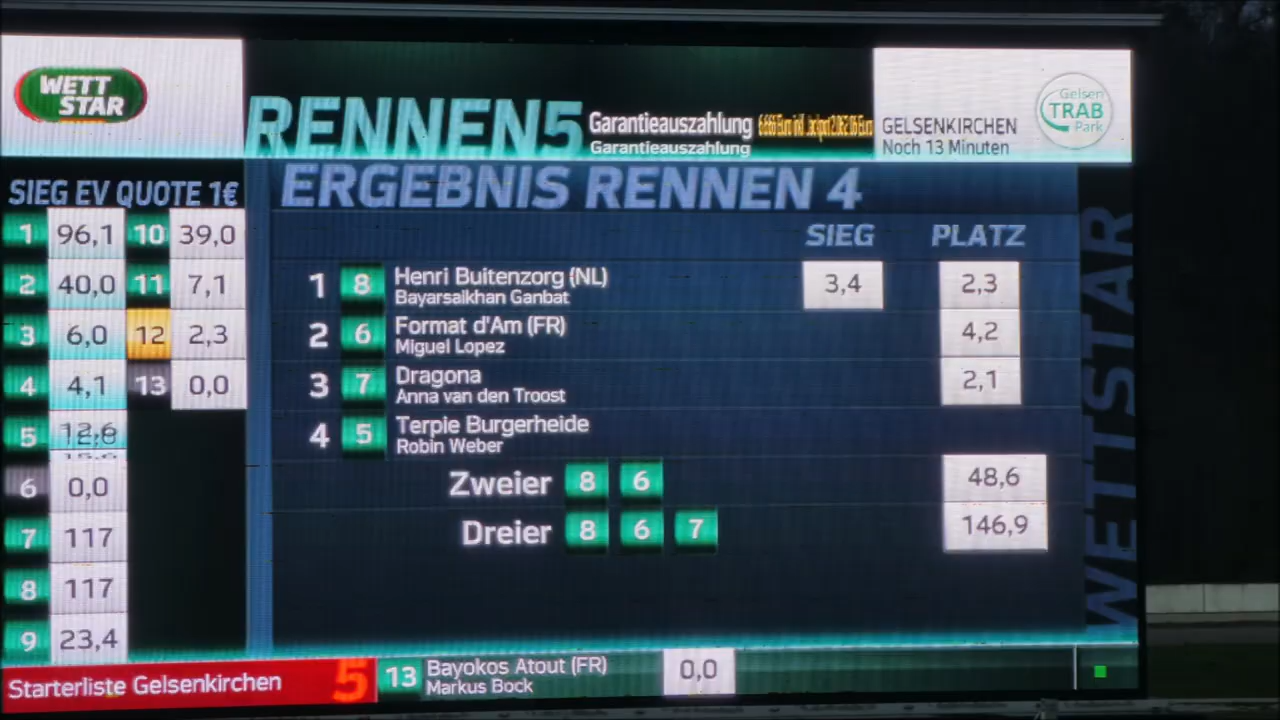 WETT
STAR
RENNEN 5
Garantieauszahlung
Garantieauszahlung
GELSENKIRCHEN
Noch 13 Minuten
Gelsen
TRAB
Park
SIEG EV QUOTE 1€
1 96,1 10 39,0
2 40,0 11 7,1
3 6,0 12 2,3
4 4,1 13 0,0
5
6 0,0
7 117
8 117
9 23,4
ERGEBNIS RENNEN 4
SIEG PLATZ
1 8 Henri Buitenzorg (NL) 3,4 2,3
Bayarsaikhan Ganbat
2 6 Format d'Am (FR) 4,2
Miguel Lopez
3 7 Dragona 2,1
Anna van den Troost
4 5 Terpie Burgerheide
Robin Weber
Zweier 8 6 48,6
Dreier 8 6 7 146,9
WETTSTAR
Starterliste Gelsenkirchen 5
13 Bayokos Atout (FR) 0,0
Markus Bock